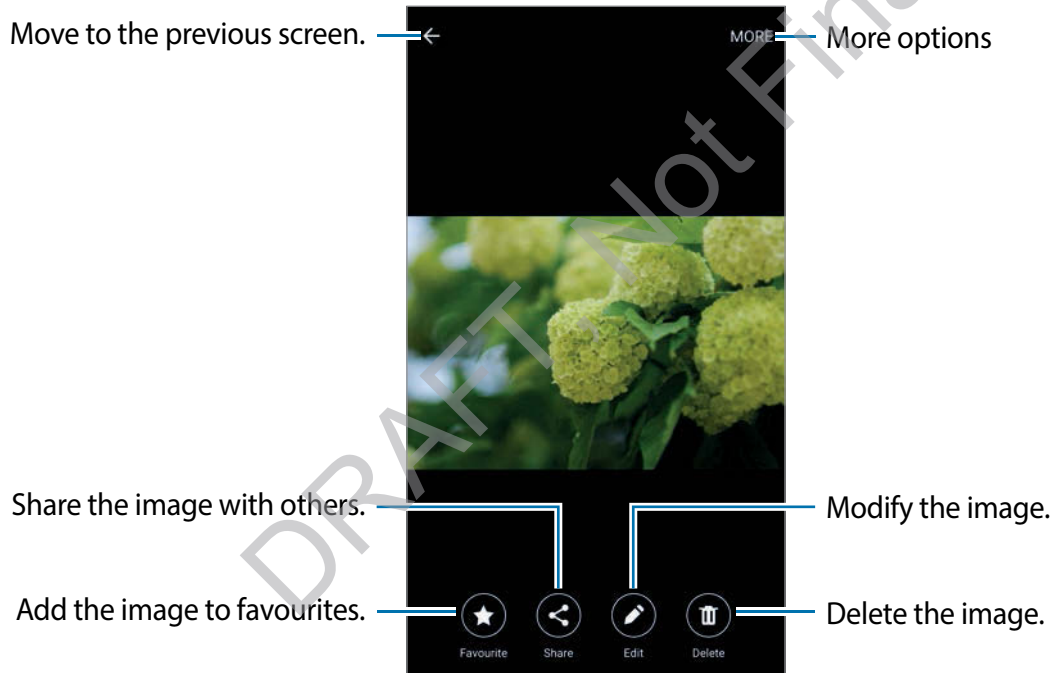 Move to the previous screen.
MORE
More options
Share the image with others.
Modify the image.
Add the image to favourites.
Delete the image.
Favourite
Share
Edit
Delete
DRAFT, Not